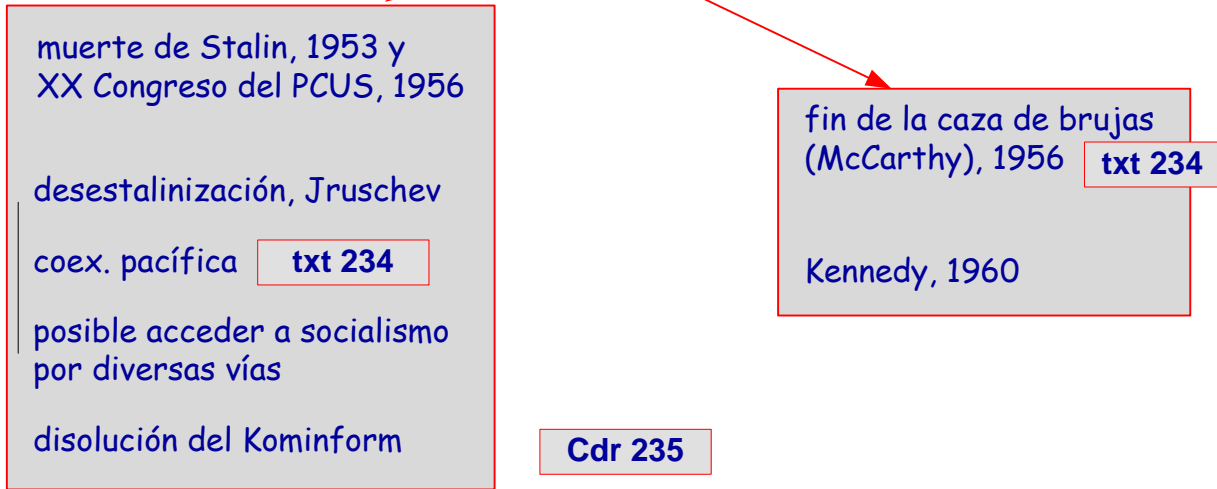 muerte de Stalin, 1953 y
XX Congreso del PCUS, 1956
desestalinización, Jruschev
coex. pacífica txt 234
posible acceder a socialismo
por diversas vías
disolución del Kominform
Cdr 235
fin de la caza de brujas
(McCarthy), 1956 txt 234
Kennedy, 1960